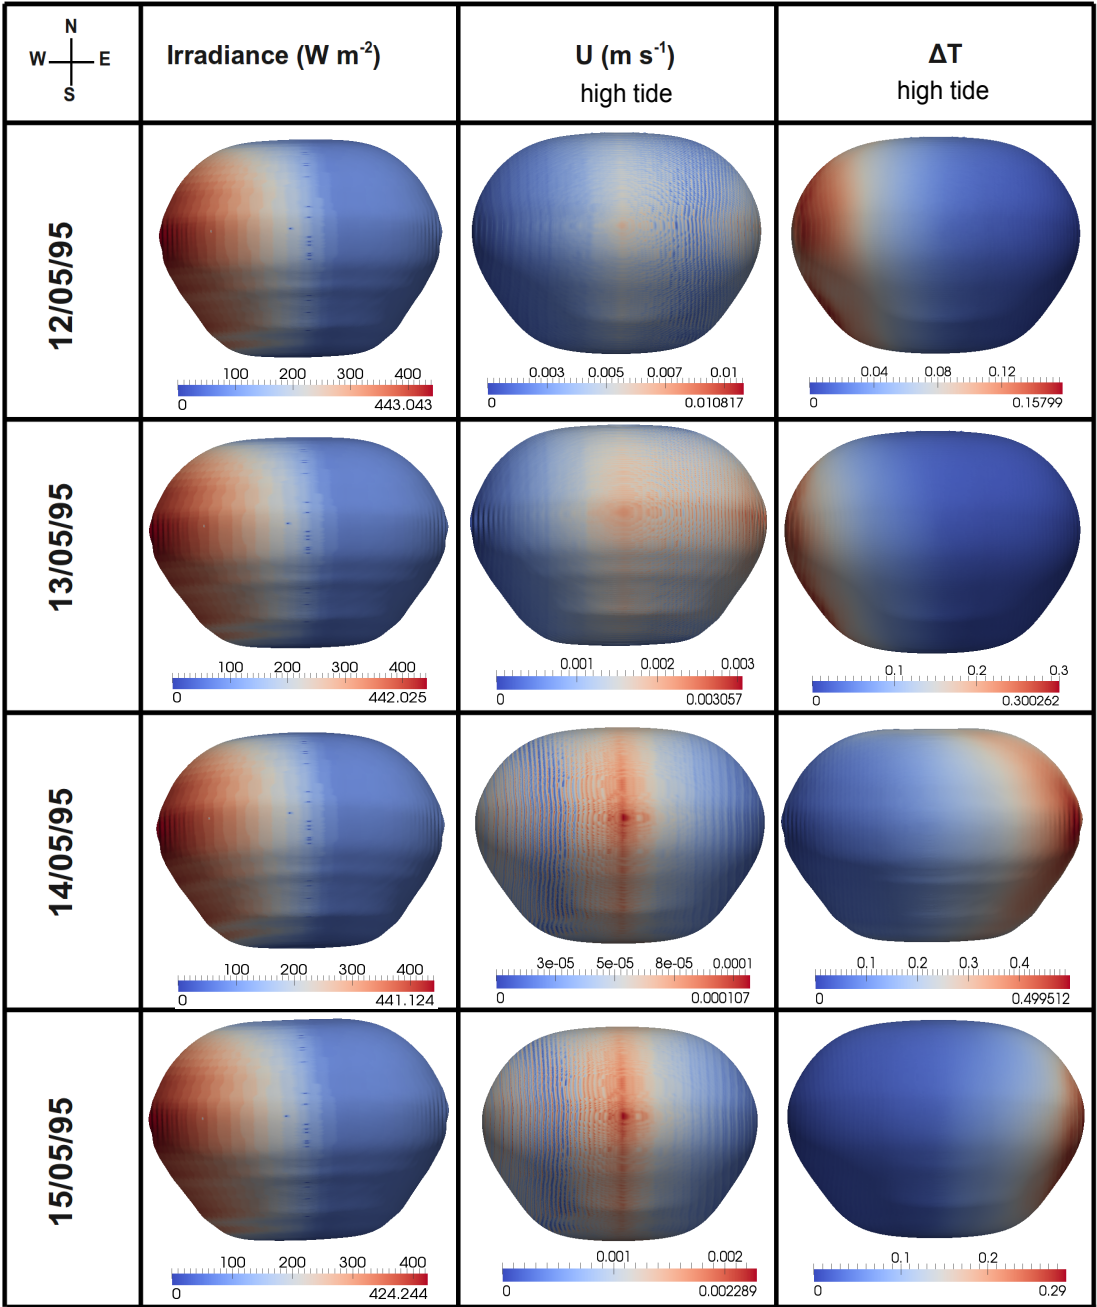 N
W E
S
Irradiance (W m-2)
U (m s-1)
high tide
ΔT
high tide
12/05/95
100 200 300 400
0 443.043
0.003 0.005 0.007 0.01
0 0.010817
0.04 0.08 0.12
0 0.15799
13/05/95
100 200 300 400
0 442.025
0.001 0.002 0.003
0 0.003057
0.1 0.2 0.3
0 0.300262
14/05/95
100 200 300 400
0 441.124
3e-05 5e-05 8e-05 0.0001
0 0.000107
0.1 0.2 0.3 0.4
0 0.499512
15/05/95
100 200 300 400
0 424.244
0.001 0.002
0 0.002289
0.1 0.2
0 0.29